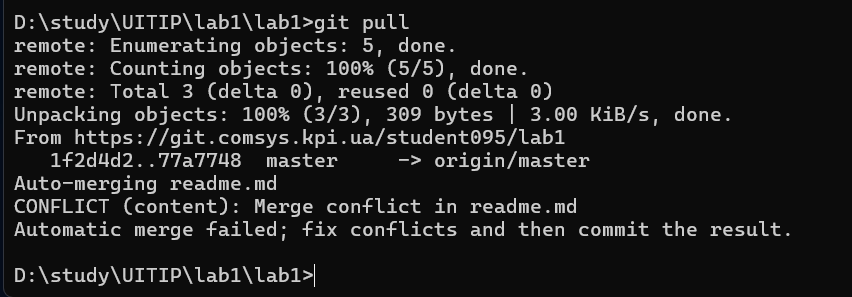 D:\study\UITIP\lab1\lab1>git pull
remote: Enumerating objects: 5, done.
remote: Counting objects: 100% (5/5), done.
remote: Total 3 (delta 0), reused 0 (delta 0)
Unpacking objects: 100% (3/3), 309 bytes | 3.00 KiB/s, done.
From https://git.comsys.kpi.ua/student095/lab1
   1f2d4d2..77a7748  master     -> origin/master
Auto-merging readme.md
CONFLICT (content): Merge conflict in readme.md
Automatic merge failed; fix conflicts and then commit the result.
D:\study\UITIP\lab1\lab1>